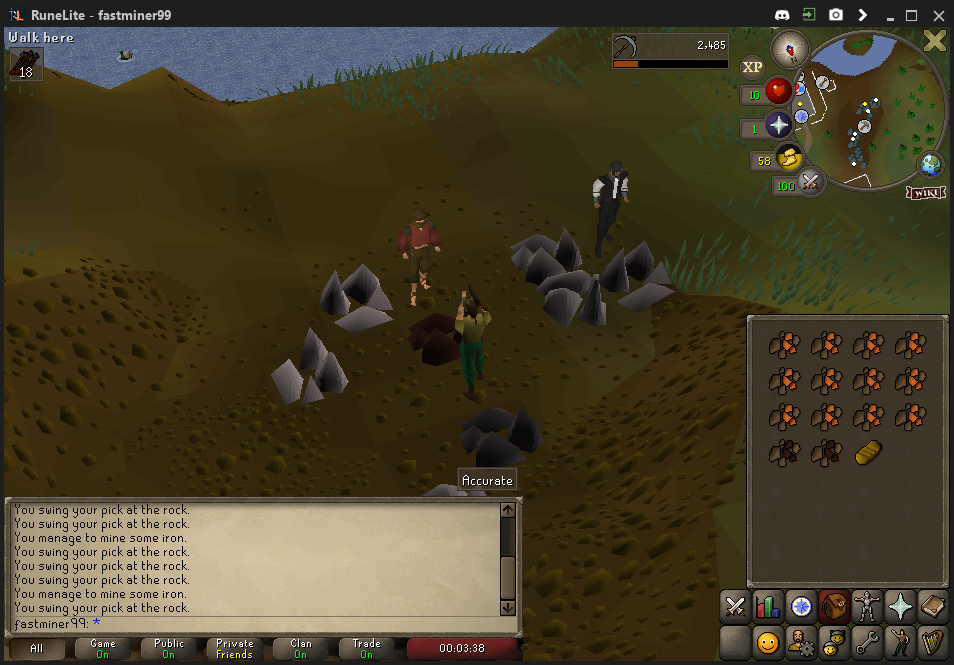 RuneLite - fastminer99
Walk here
18
2,485
XP
10
N
1
58
100
WIKI
Accurate
You swing your pick at the rock.
You swing your pick at the rock.
You manage to mine some iron.
You swing your pick at the rock.
You swing your pick at the rock.
You swing your pick at the rock.
You manage to mine some iron.
You swing your pick at the rock.
fastminer99: *
All
Game
On
Public
On
Private
Friends
Clan
On
Trade
On
00:03:38